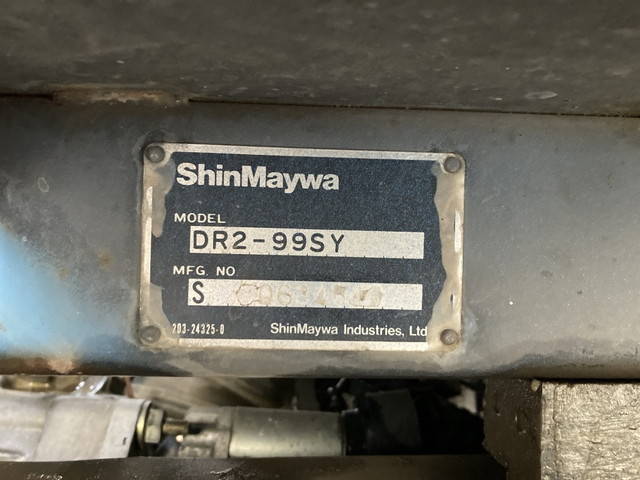 ShinMaywa
MODEL
DR2-99SY
MFG. NO
S
203-24325-0 ShinMaywa Industries, Ltd